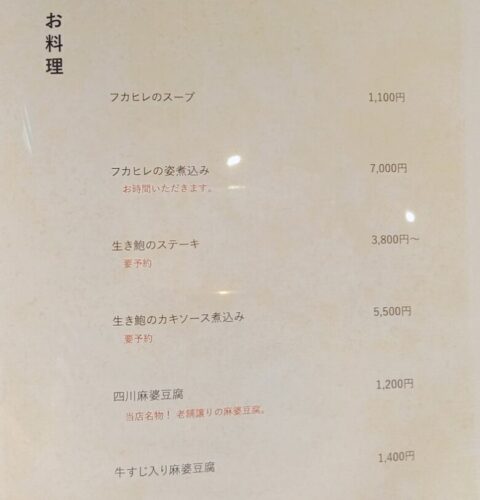 お料理
フカヒレのスープ 1,100円
フカヒレの姿煮込み 7,000円
お時間いただきます。
生き鮑のステーキ 3,800円～
要予約
生き鮑のカキソース煮込み 5,500円
要予約
四川麻婆豆腐 1,200円
当店名物！老舗譲りの麻婆豆腐。
牛すじ入り麻婆豆腐 1,400円